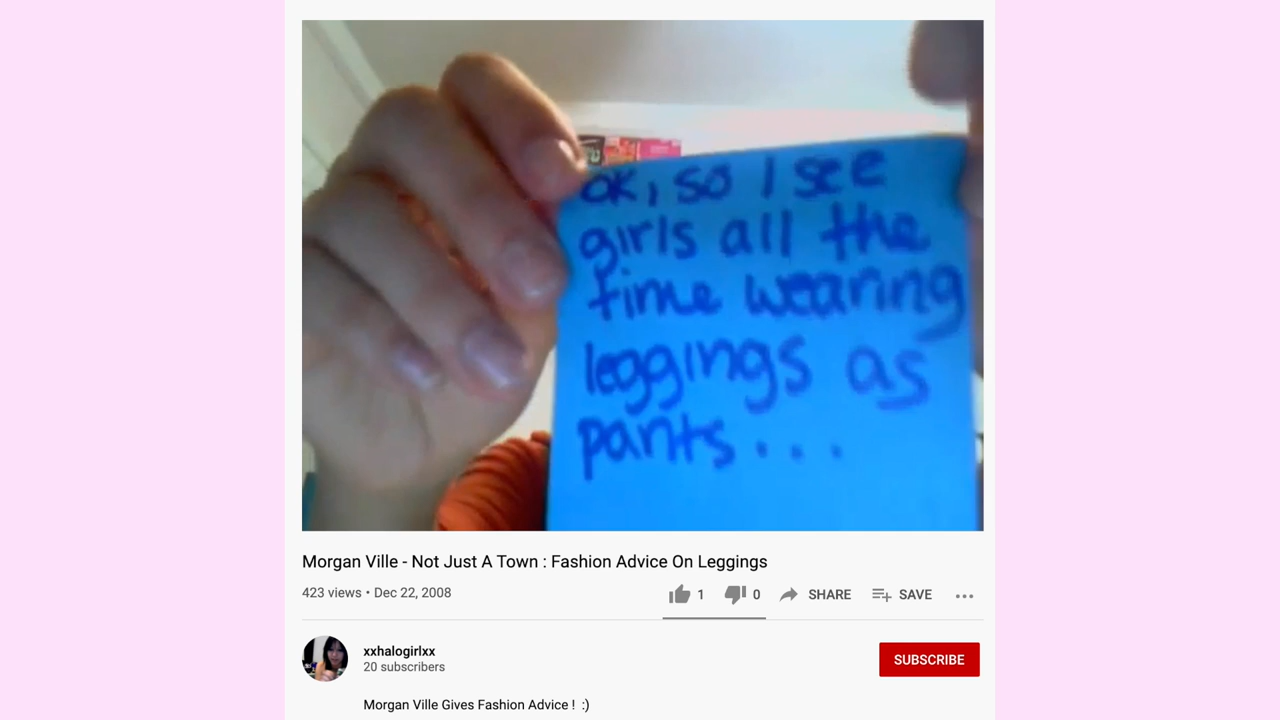 ok, so I see
girls all the
time wearing
leggings as
pants...
Morgan Ville - Not Just A Town : Fashion Advice On Leggings
423 views • Dec 22, 2008
1
0
SHARE
SAVE
xxhalogirlxx
20 subscribers
SUBSCRIBE
Morgan Ville Gives Fashion Advice ! :)